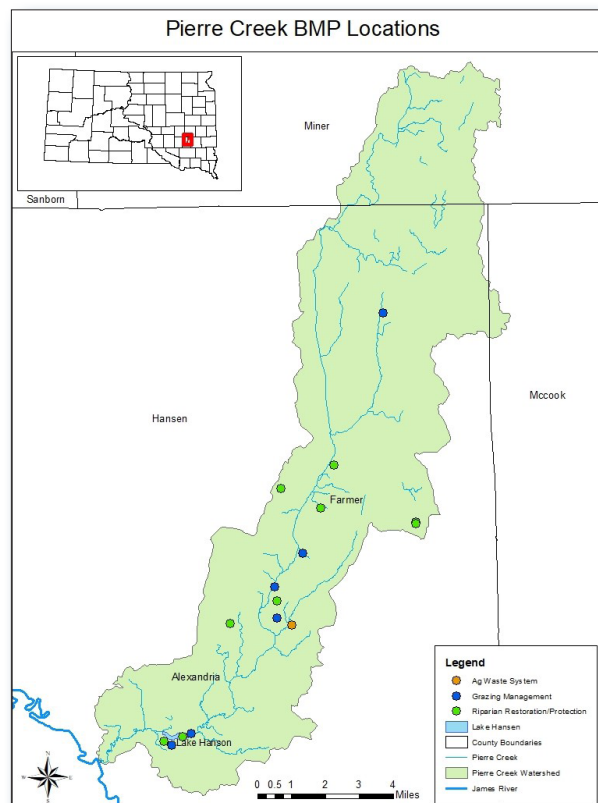 Pierre Creek BMP Locations
Miner
Sanborn
Hansen
Mccook
Farmer
Alexandria
Lake Hanson
N
W
E
S
0 0.5 1 2 3 4
Miles
Legend
Ag Waste System
Grazing Management
Riparian Restoration/Protection
Lake Hansen
County Boundaries
Pierre Creek
Pierre Creek Watershed
James River